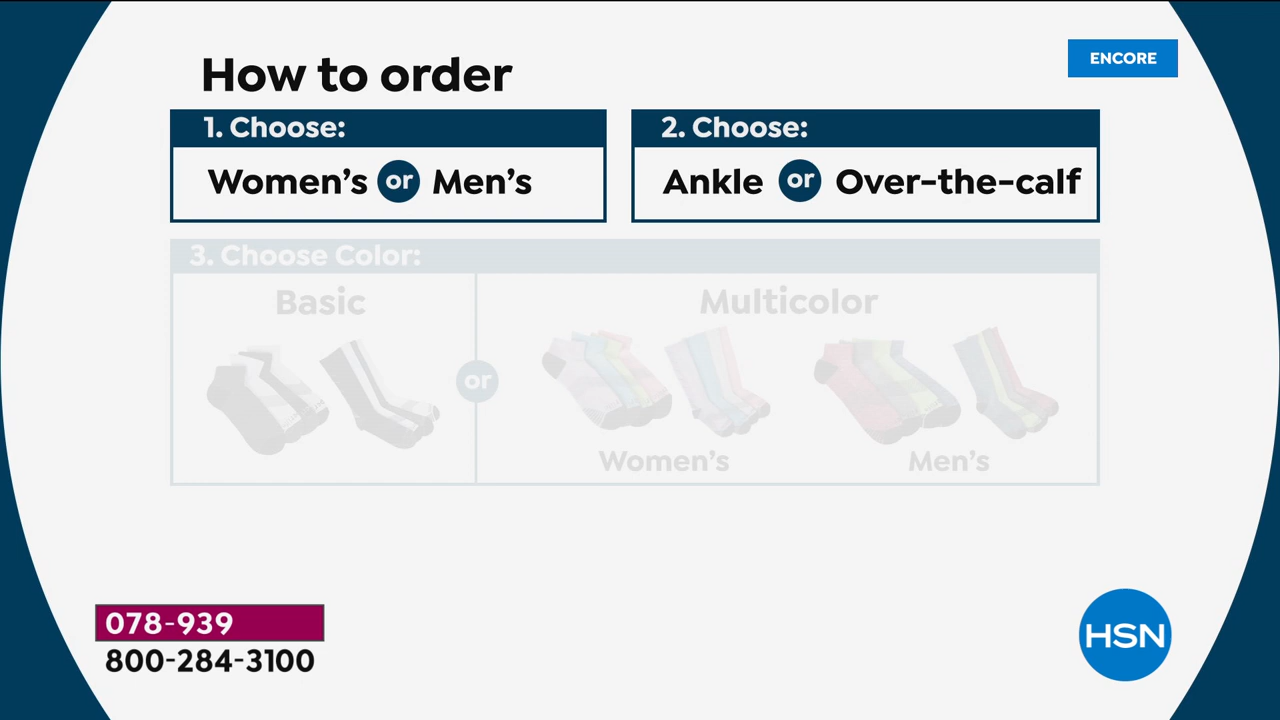 How to order
ENCORE
1. Choose:
Women's or Men's
2. Choose:
Ankle or Over-the-calf
3. Choose Color:
Basic
or
Multicolor
Women's
Men's
078-939
800-284-3100
HSN